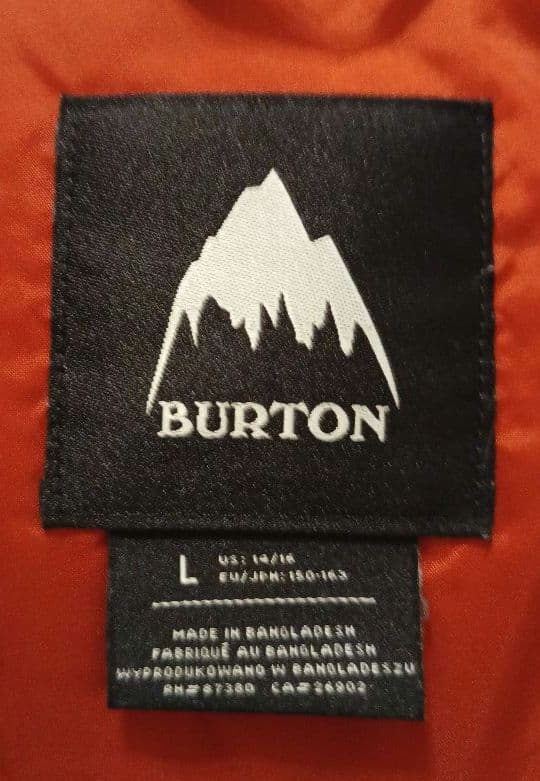 BURTON
L US: 14/16
EU/JPN: 150-163
MADE IN BANGLADESH
FABRIQUÉ AU BANGLADESH
WYPRODUKOWANO W BANGLADESZU
RN#87380 CA#26902